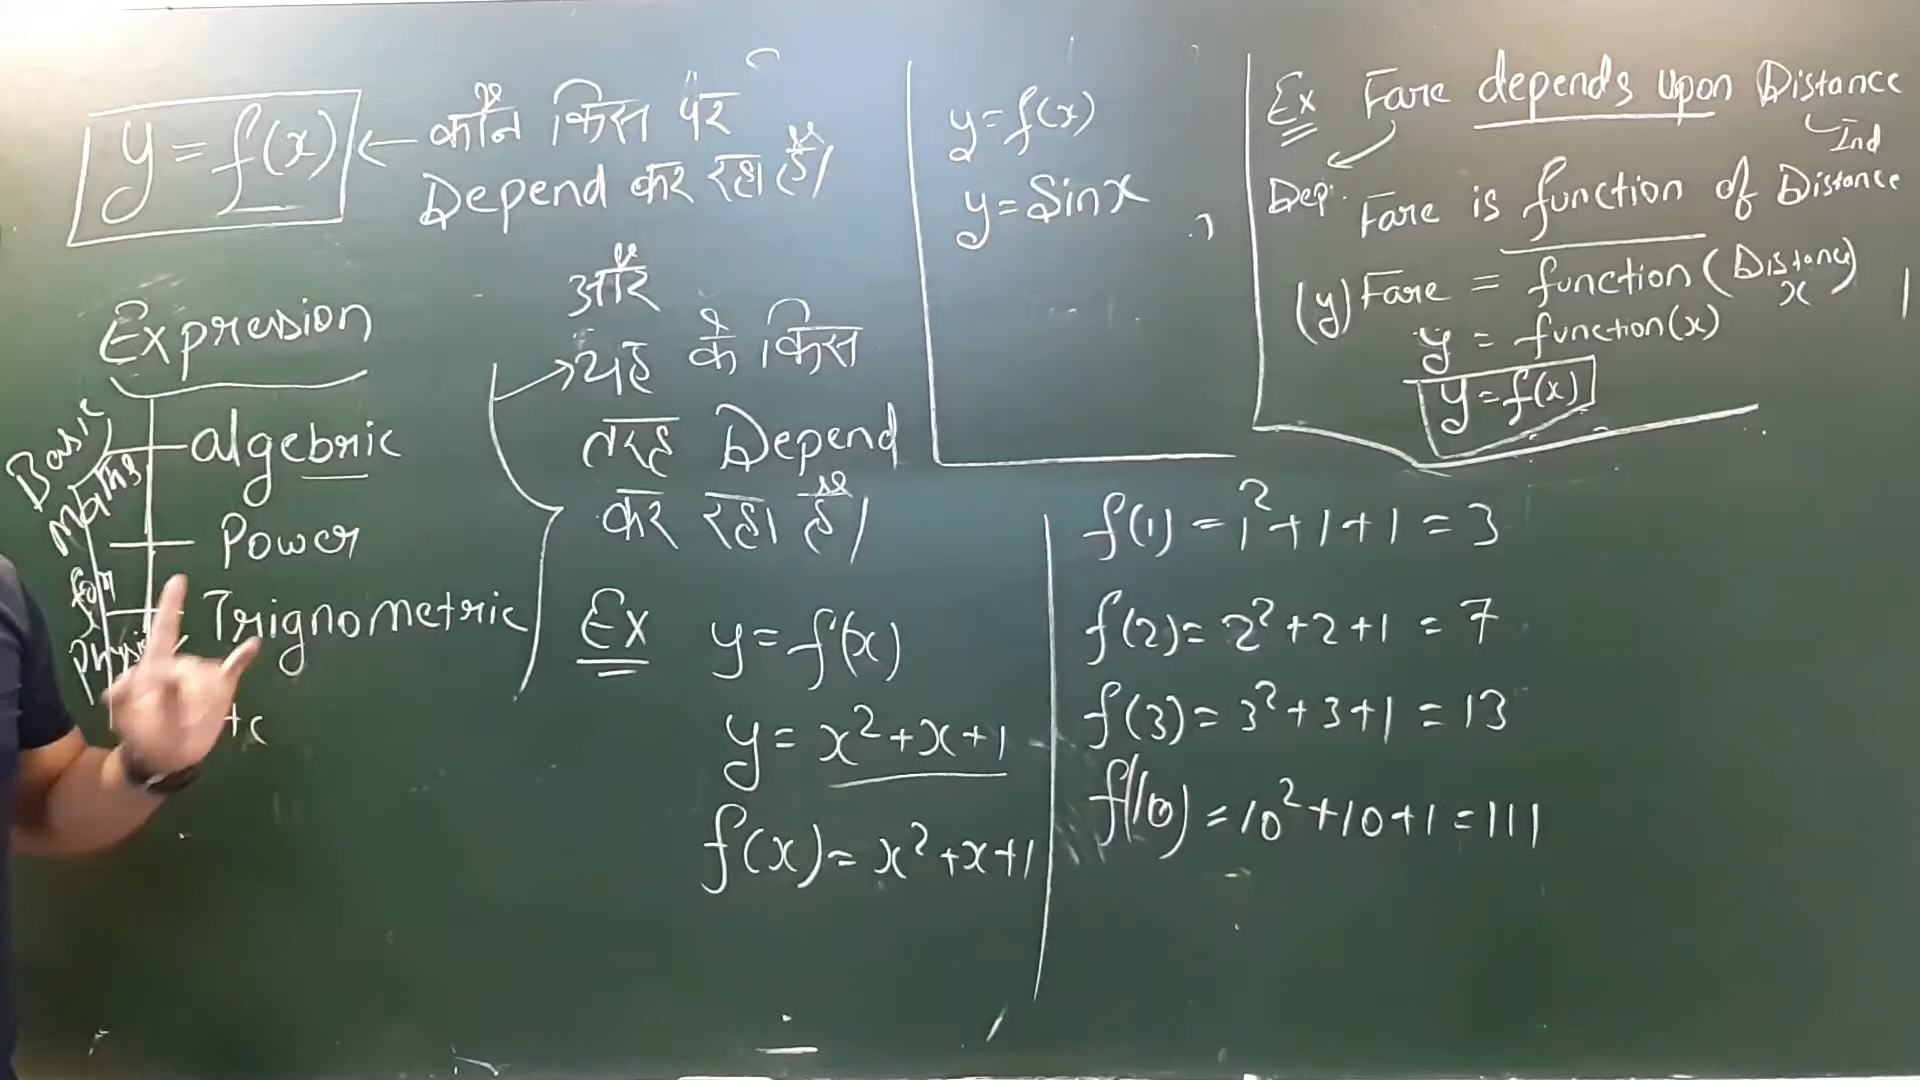 y = f(x) ← कौन किस पर
Depend कर रहा है।
और
यह के किस
तरह Depend
कर रहा है।
Expression
algebric
Power
Trignometric
Basic
Maths
for
Ex y = f(x)
y = x² + x + 1
f(x) = x² + x + 1
y = f(x)
y = Sinx
Ex Fare depends upon Distance
Ind
Dep. Fare is function of Distance
(y) Fare = function (Distance)
x
y = function(x)
y = f(x)
f(1) = 1² + 1 + 1 = 3
f(2) = 2² + 2 + 1 = 7
f(3) = 3² + 3 + 1 = 13
f(10) = 10² + 10 + 1 = 111